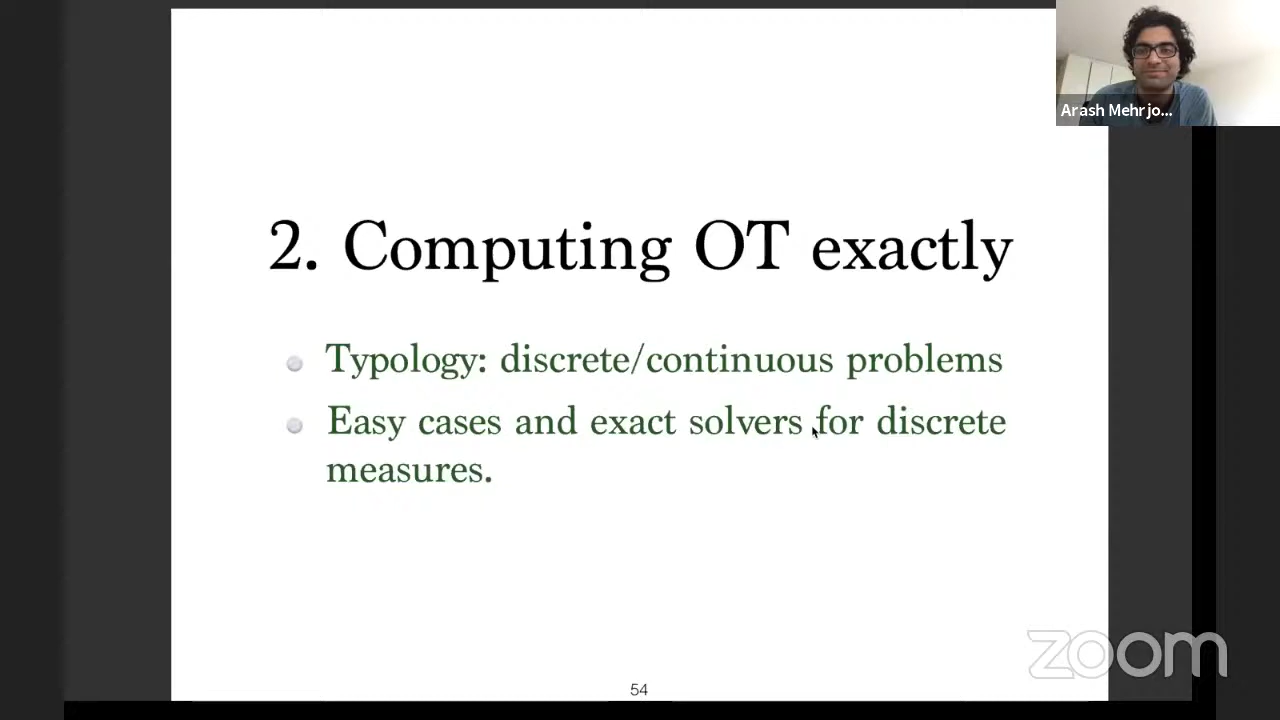 Arash Mehrjo...
2. Computing OT exactly
Typology: discrete/continuous problems
Easy cases and exact solvers for discrete
measures.
54
zoom